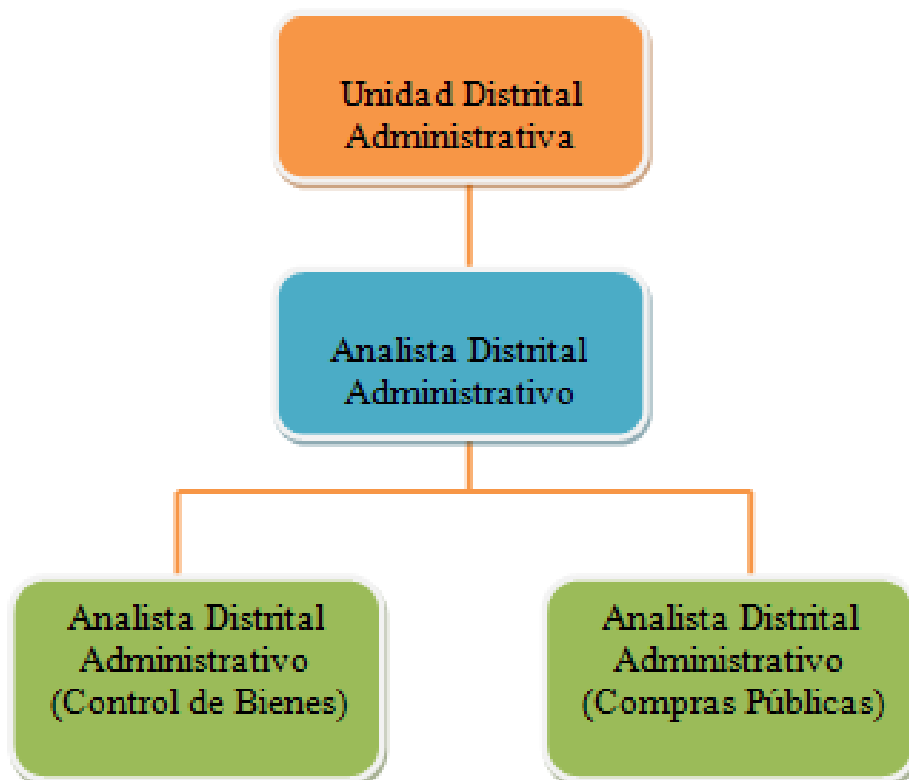 Unidad Distrital
Administrativa
Analista Distrital
Administrativo
Analista Distrital
Administrativo
(Control de Bienes)
Analista Distrital
Administrativo
(Compras Públicas)